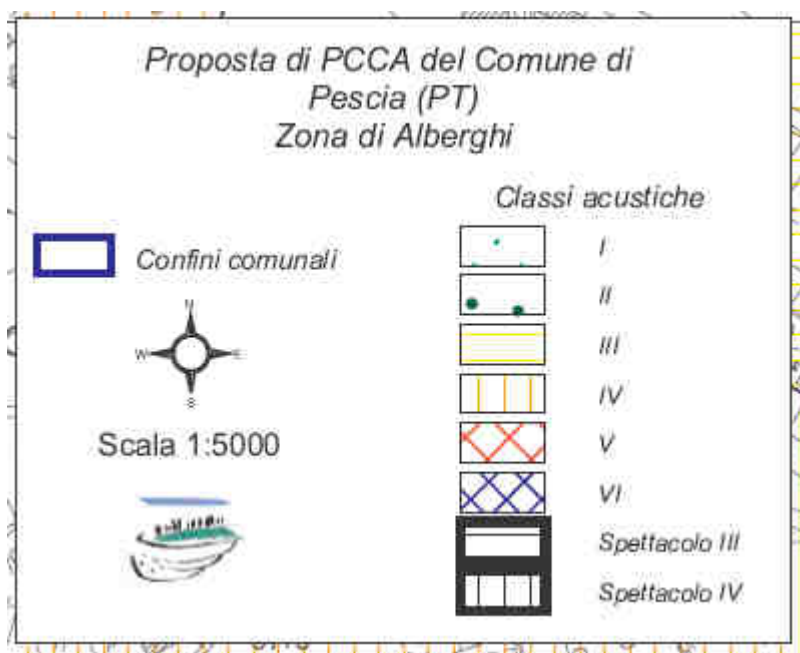 Proposta di PCCA del Comune di
Pescia (PT)
Zona di Alberghi
Classi acustiche
Confini comunali
I
II
III
IV
V
VI
Spettacolo III
Spettacolo IV
N
W E
S
Scala 1:5000